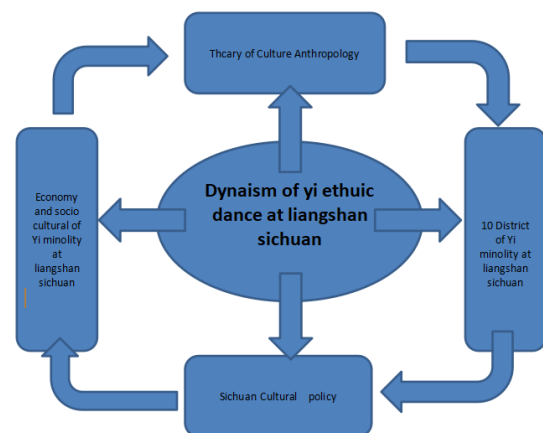 Thcary of Culture Anthropology
Dynaism of yi ethuic
dance at liangshan
sichuan
Economy
and socio
cultural of
Yi minolity
at
liangshan
sichuan
10 District
of Yi
minolity at
liangshan
sichuan
Sichuan Cultural policy